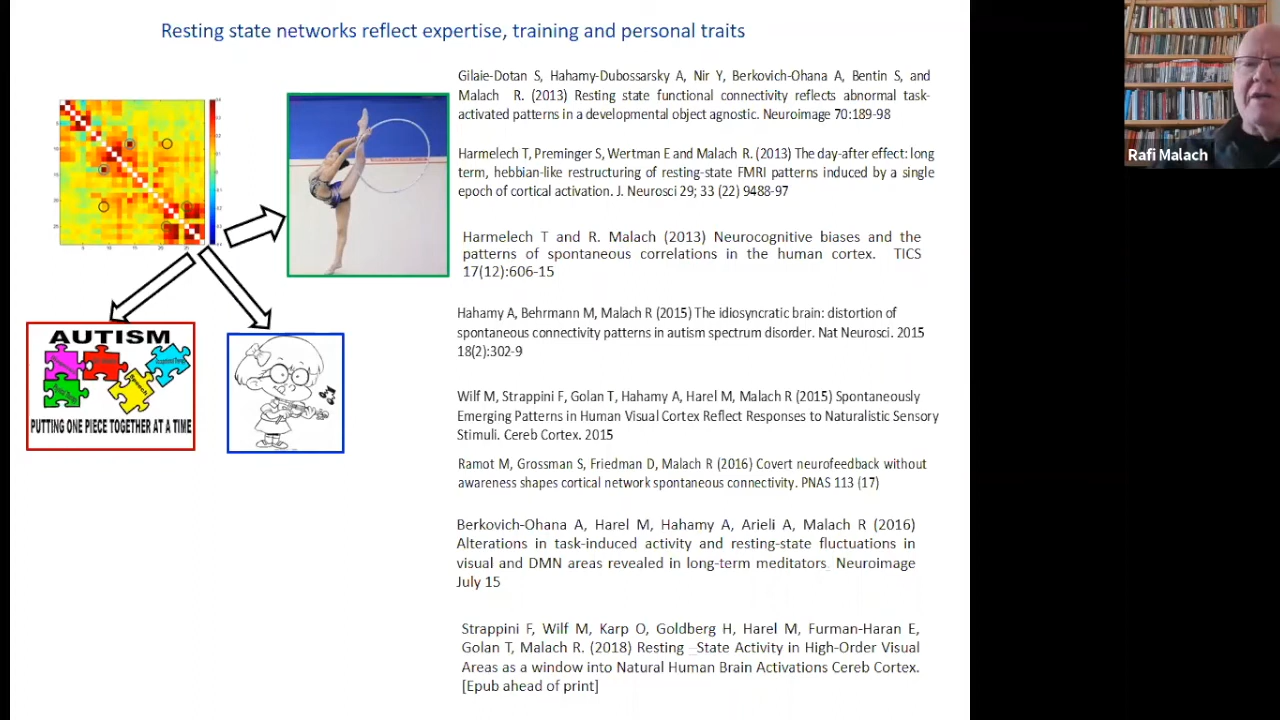 Resting state networks reflect expertise, training and personal traits
Gilaie-Dotan S, Hahamy-Dubossarsky A, Nir Y, Berkovich-Ohana A, Bentin S, and
Malach R. (2013) Resting state functional connectivity reflects abnormal task-
activated patterns in a developmental object agnostic. Neuroimage 70:189-98
Harmelech T, Preminger S, Wertman E and Malach R. (2013) The day-after effect: long
term, hebbian-like restructuring of resting-state FMRI patterns induced by a single
epoch of cortical activation. J. Neurosci 29; 33 (22) 9488-97
Harmelech T and R. Malach (2013) Neurocognitive biases and the
patterns of spontaneous correlations in the human cortex. TICS
17(12):606-15
Hahamy A, Behrmann M, Malach R (2015) The idiosyncratic brain: distortion of
spontaneous connectivity patterns in autism spectrum disorder. Nat Neurosci. 2015
18(2):302-9
Wilf M, Strappini F, Golan T, Hahamy A, Harel M, Malach R (2015) Spontaneously
Emerging Patterns in Human Visual Cortex Reflect Responses to Naturalistic Sensory
Stimuli. Cereb Cortex. 2015
Ramot M, Grossman S, Friedman D, Malach R (2016) Covert neurofeedback without
awareness shapes cortical network spontaneous connectivity. PNAS 113 (17)
Berkovich-Ohana A, Harel M, Hahamy A, Arieli A, Malach R (2016)
Alterations in task-induced activity and resting-state fluctuations in
visual and DMN areas revealed in long-term meditators. Neuroimage
July 15
Strappini F, Wilf M, Karp O, Goldberg H, Harel M, Furman-Haran E,
Golan T, Malach R. (2018) Resting State Activity in High-Order Visual
Areas as a window into Natural Human Brain Activations Cereb Cortex.
[Epub ahead of print]
AUTISM
PUTTING ONE PIECE TOGETHER AT A TIME
Rafi Malach